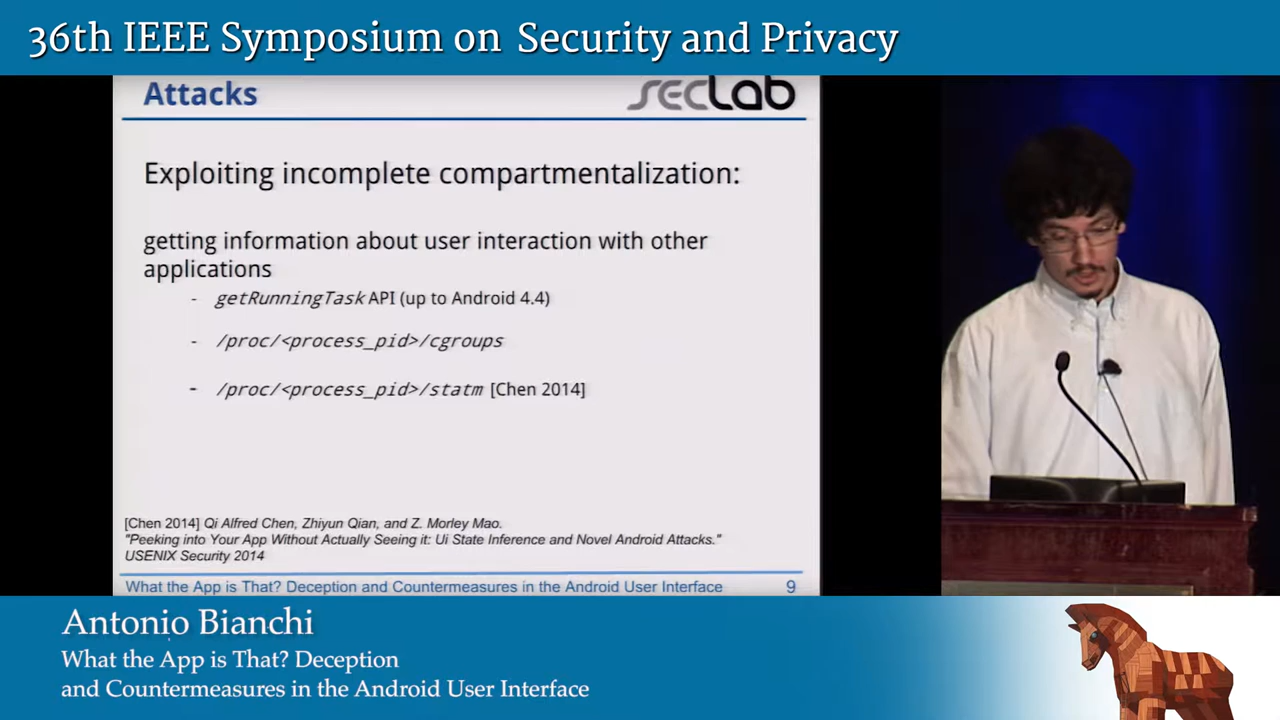 36th IEEE Symposium on Security and Privacy
Attacks
secLab
Exploiting incomplete compartmentalization:
getting information about user interaction with other
applications
- getRunningTask API (up to Android 4.4)
- /proc/<process_pid>/cgroups
- /proc/<process_pid>/statm [Chen 2014]
[Chen 2014] Qi Alfred Chen, Zhiyun Qian, and Z. Morley Mao.
"Peeking into Your App Without Actually Seeing it: Ui State Inference and Novel Android Attacks."
USENIX Security 2014
What the App is That? Deception and Countermeasures in the Android User Interface 9
Antonio Bianchi
What the App is That? Deception
and Countermeasures in the Android User Interface